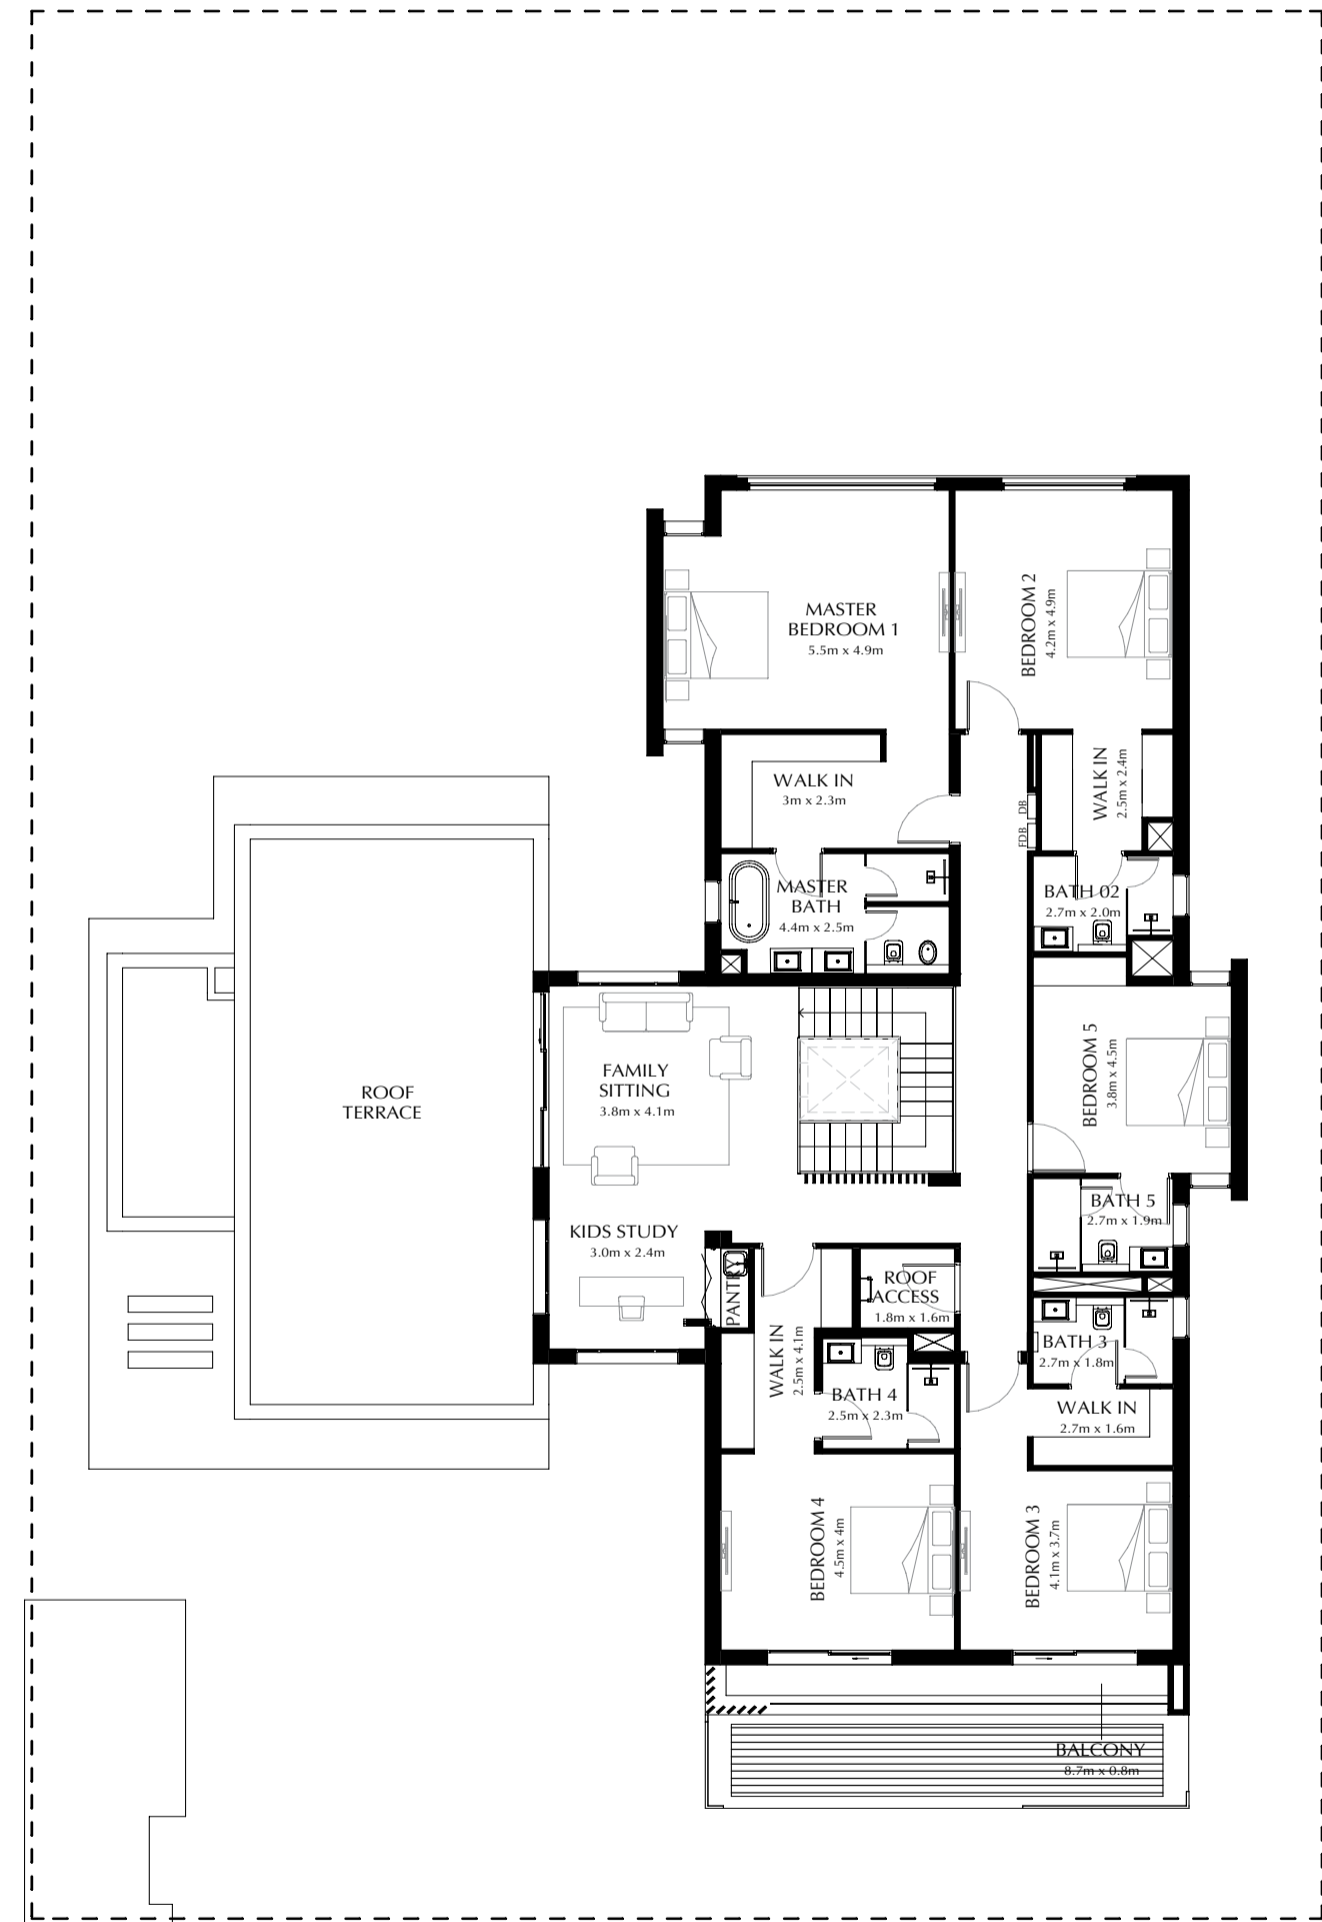 MASTER
BEDROOM 1
5.5m x 4.9m
BEDROOM 2
4.2m x 4.9m
WALK IN
3m x 2.3m
WALK IN
2.5m x 2.4m
DB
FDB
MASTER
BATH
4.4m x 2.5m
BATH 02
2.7m x 2.0m
ROOF
TERRACE
FAMILY
SITTING
3.8m x 4.1m
BEDROOM 5
3.8m x 4.5m
KIDS STUDY
3.0m x 2.4m
BATH 5
2.7m x 1.9m
PANTRY
ROOF
ACCESS
1.8m x 1.6m
WALK IN
2.5m x 4.1m
BATH 3
2.7m x 1.8m
BATH 4
2.5m x 2.3m
WALK IN
2.7m x 1.6m
BEDROOM 4
4.5m x 4m
BEDROOM 3
4.1m x 3.7m
BALCONY
8.7m x 0.8m